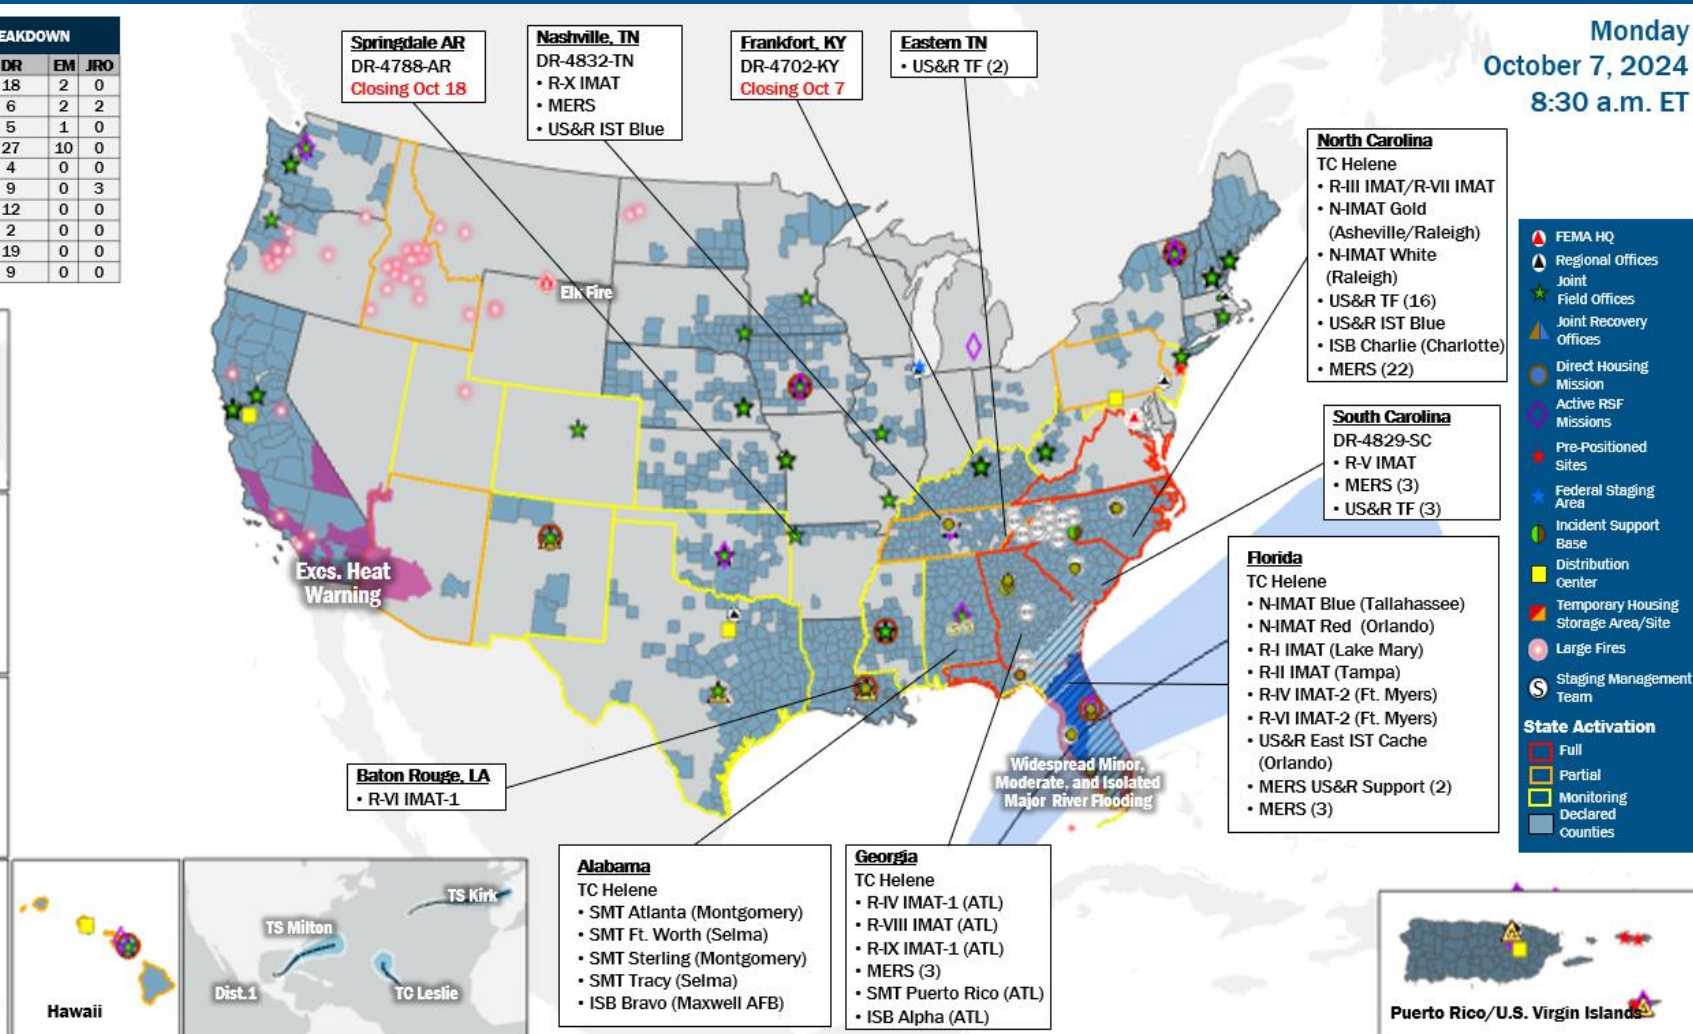 EAKDOWN
DR EM JRO
18 2 0
6 2 2
5 1 0
27 10 0
4 0 0
9 0 3
12 0 0
2 0 0
19 0 0
9 0 0
Springdale AR
DR-4788-AR
Closing Oct 18
Nashville, TN
DR-4832-TN
• R-X IMAT
• MERS
• US&R IST Blue
Frankfort, KY
DR-4702-KY
Closing Oct 7
Eastern TN
• US&R TF (2)
Monday
October 7, 2024
8:30 a.m. ET
North Carolina
TC Helene
• R-III IMAT/R-VII IMAT
• N-IMAT Gold
(Asheville/Raleigh)
• N-IMAT White
(Raleigh)
• US&R TF (16)
• US&R IST Blue
• ISB Charlie (Charlotte)
• MERS (22)
South Carolina
DR-4829-SC
• R-V IMAT
• MERS (3)
• US&R TF (3)
Florida
TC Helene
• N-IMAT Blue (Tallahassee)
• N-IMAT Red (Orlando)
• R-I IMAT (Lake Mary)
• R-II IMAT (Tampa)
• R-IV IMAT-2 (Ft. Myers)
• R-VI IMAT-2 (Ft. Myers)
• US&R East IST Cache
(Orlando)
• MERS US&R Support (2)
• MERS (3)
FEMA HQ
Regional Offices
Joint
Field Offices
Joint Recovery
Offices
Direct Housing
Mission
Active RSF
Missions
Pre-Positioned
Sites
Federal Staging
Area
Incident Support
Base
Distribution
Center
Temporary Housing
Storage Area/Site
Large Fires
S
Staging Management
Team
State Activation
Full
Partial
Monitoring
Declared
Counties
Elk Fire
Excs. Heat
Warning
Widespread Minor,
Moderate, and Isolated
Major River Flooding
Baton Rouge, LA
• R-VI IMAT-1
Alabama
TC Helene
• SMT Atlanta (Montgomery)
• SMT Ft. Worth (Selma)
• SMT Sterling (Montgomery)
• SMT Tracy (Selma)
• ISB Bravo (Maxwell AFB)
Georgia
TC Helene
• R-IV IMAT-1 (ATL)
• R-VIII IMAT (ATL)
• R-IX IMAT-1 (ATL)
• MERS (3)
• SMT Puerto Rico (ATL)
• ISB Alpha (ATL)
Hawaii
TS Kirk
TS Milton
Dist.1
TC Leslie
Puerto Rico/U.S. Virgin Islands